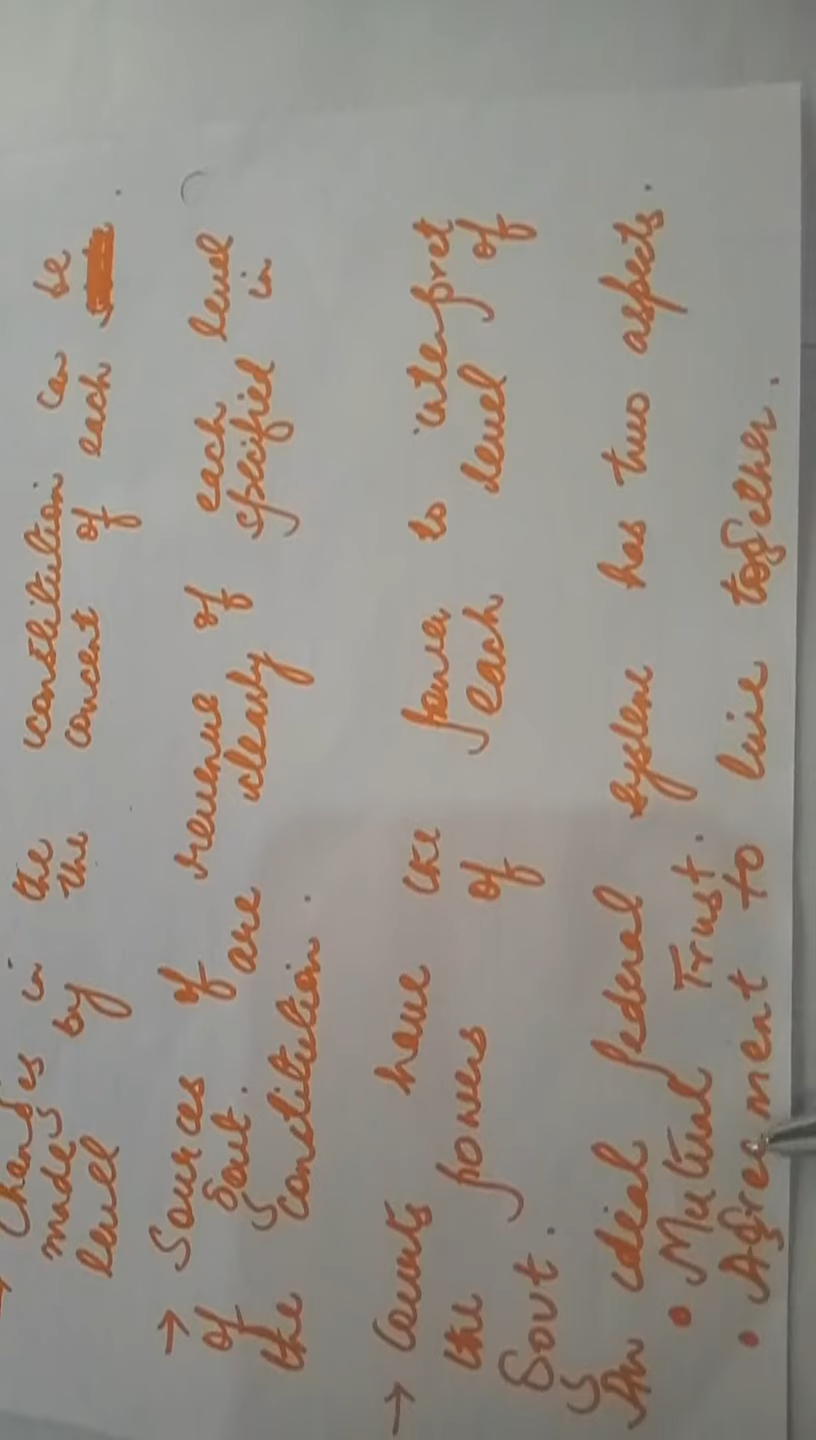 → Changes in the constitution can be
mades by the concent of each
level
→ Sources of revenue of each level
of Govt. are clearly specified in
the constitution.
→ Courts have the power to interpret
the powers of each level of
Govt.
An ideal federal system has two aspects.
• Mutual Trust.
• Agreement to live together.